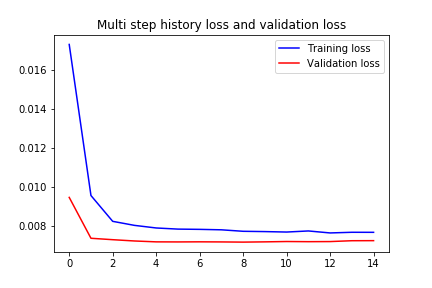 Multi step history loss and validation loss
Training loss
Validation loss
0.016
0.014
0.012
0.010
0.008
0 2 4 6 8 10 12 14